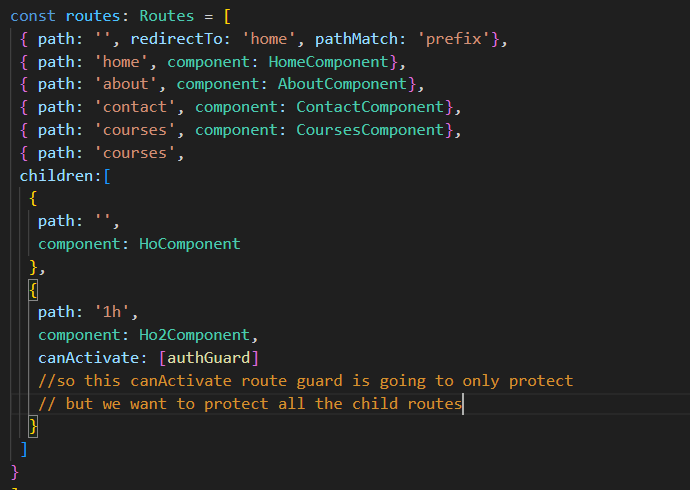 const routes: Routes = [
{ path: '', redirectTo: 'home', pathMatch: 'prefix'},
{ path: 'home', component: HomeComponent},
{ path: 'about', component: AboutComponent},
{ path: 'contact', component: ContactComponent},
{ path: 'courses', component: CoursesComponent},
{ path: 'courses',
children:[
{
path: '',
component: HoComponent
},
{
path: '1h',
component: Ho2Component,
canActivate: [authGuard]
//so this canActivate route guard is going to only protect
// but we want to protect all the child routes
}
]
}